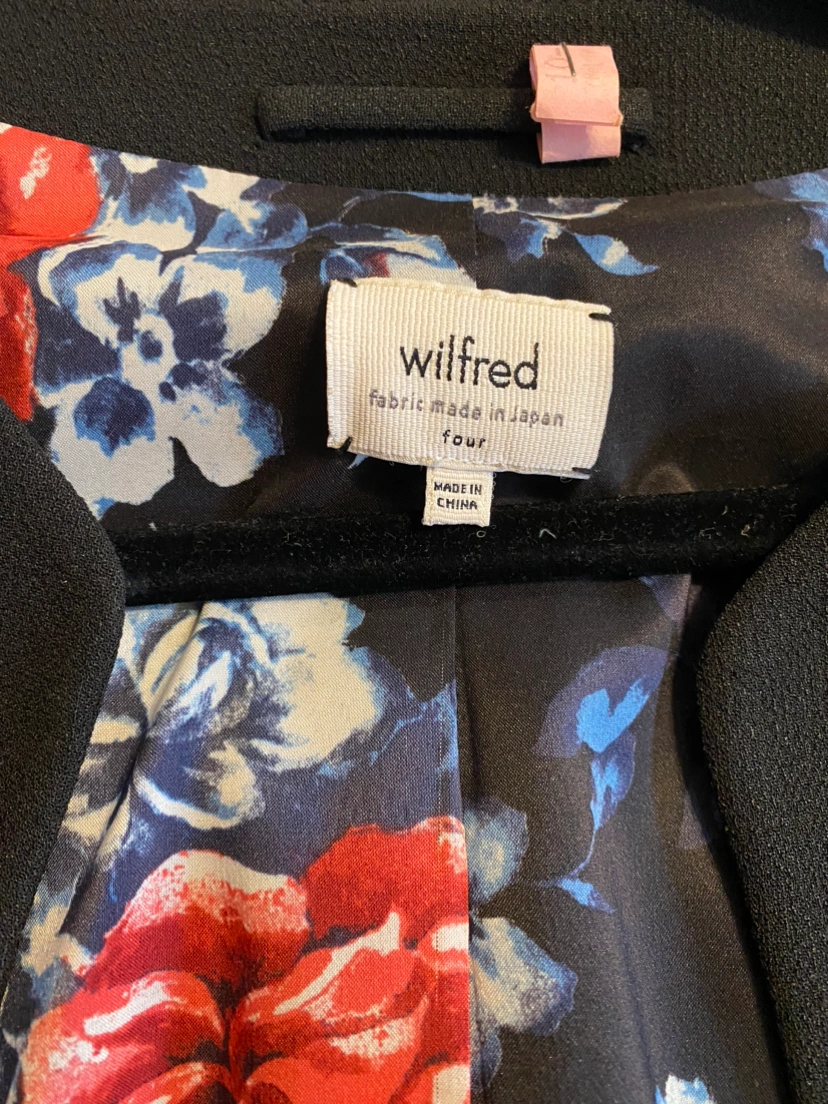 wilfred
fabric made in Japan
four
MADE IN
CHINA